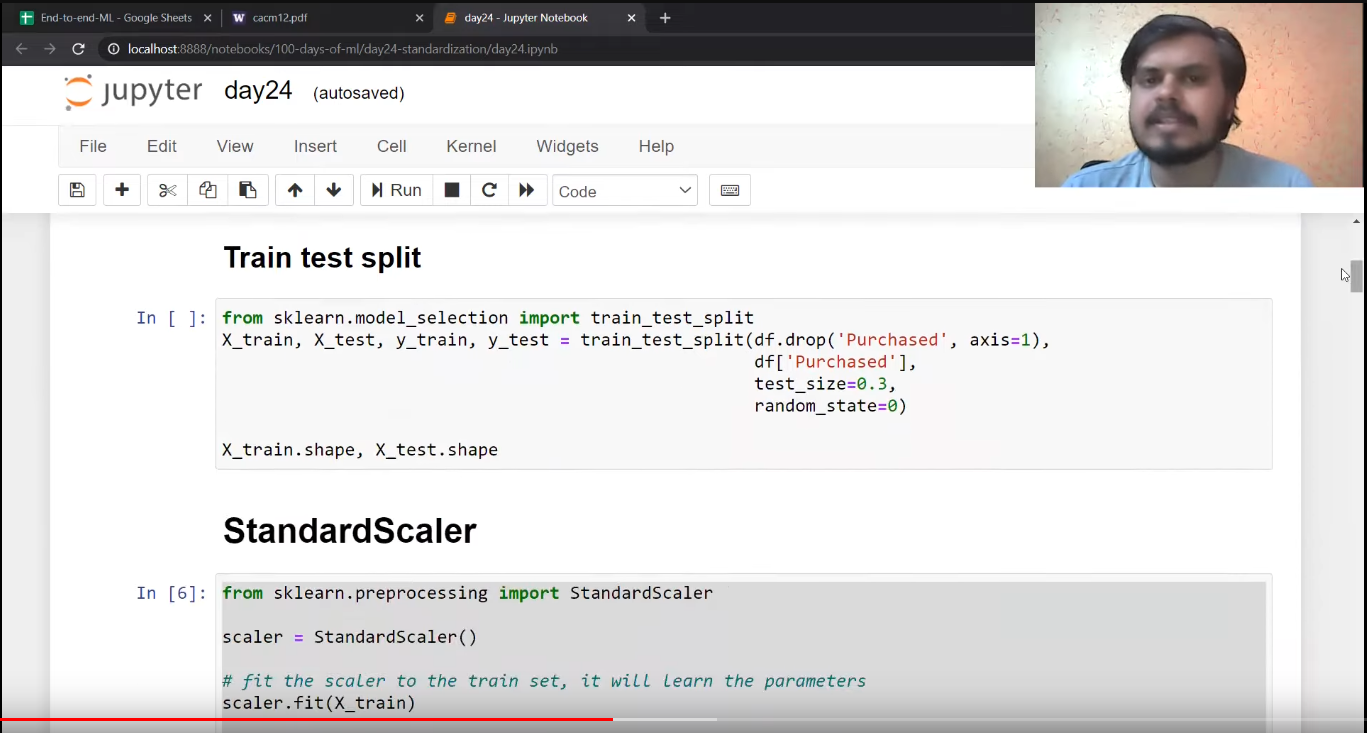 End-to-end-ML - Google Sheets
W cacm12.pdf
day24 - Jupyter Notebook
localhost:8888/notebooks/100-days-of-ml/day24-standardization/day24.ipynb
jupyter day24 (autosaved)
File Edit View Insert Cell Kernel Widgets Help
Run Code
Train test split
In [ ]: from sklearn.model_selection import train_test_split
X_train, X_test, y_train, y_test = train_test_split(df.drop('Purchased', axis=1),
df['Purchased'],
test_size=0.3,
random_state=0)
X_train.shape, X_test.shape
StandardScaler
In [6]: from sklearn.preprocessing import StandardScaler
scaler = StandardScaler()
# fit the scaler to the train set, it will learn the parameters
scaler.fit(X_train)